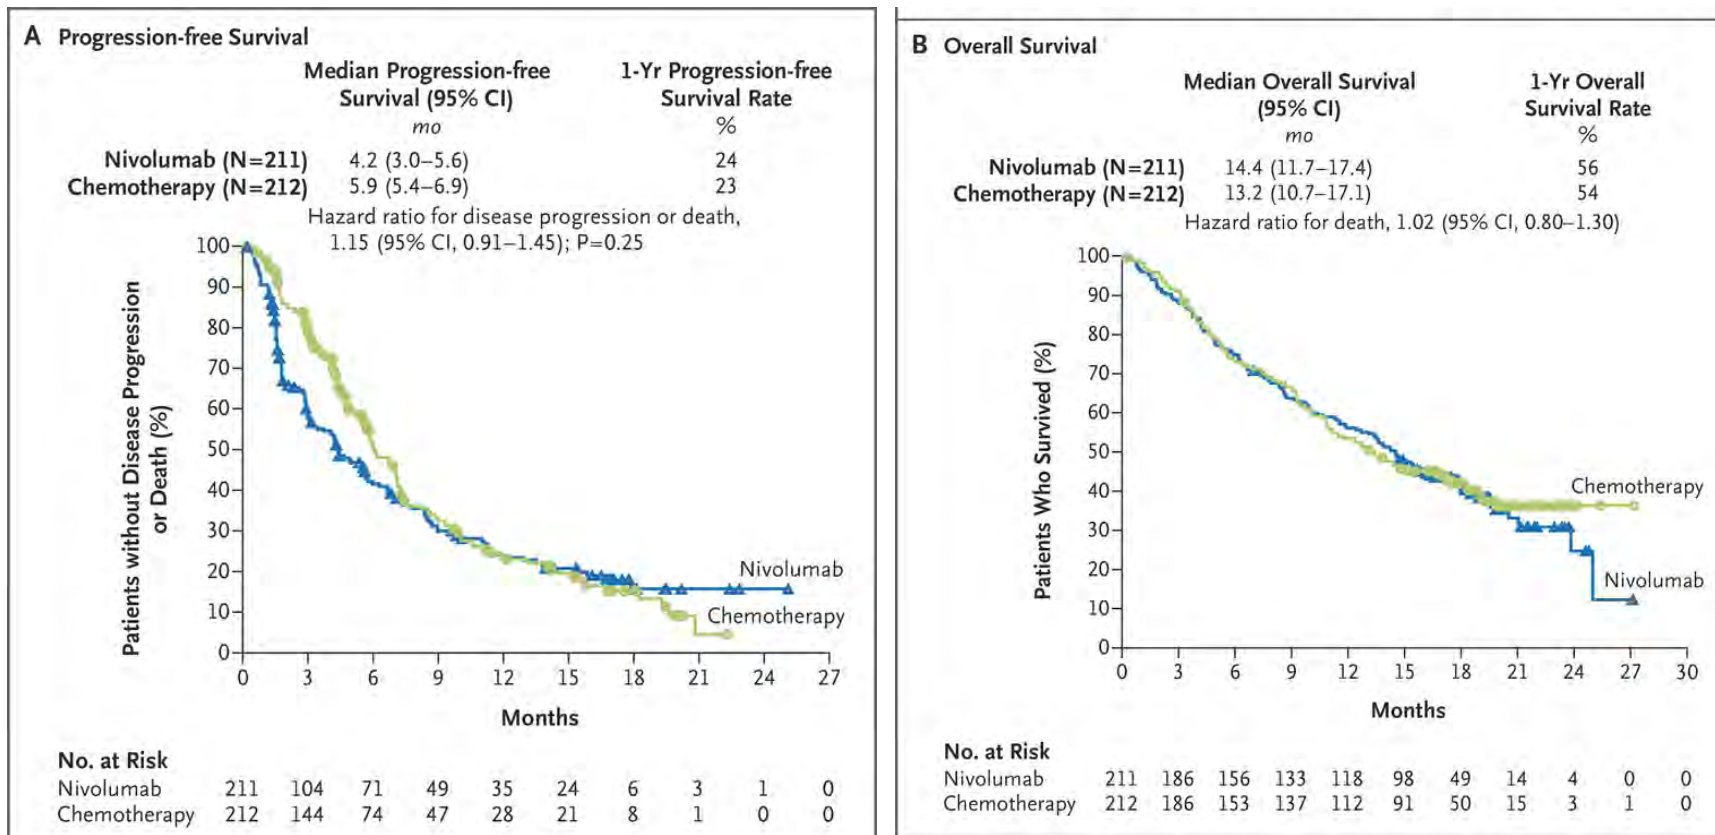 A Progression-free Survival
Median Progression-free Survival (95% CI)
1-Yr Progression-free Survival Rate
mo
%
Nivolumab (N=211) 4.2 (3.0–5.6) 24
Chemotherapy (N=212) 5.9 (5.4–6.9) 23
Hazard ratio for disease progression or death,
1.15 (95% CI, 0.91–1.45); P=0.25
Patients without Disease Progression
or Death (%)
100
90
80
70
60
50
40
30
20
10
0
Nivolumab
Chemotherapy
0 3 6 9 12 15 18 21 24 27
Months
No. at Risk
Nivolumab 211 104 71 49 35 24 6 3 1 0
Chemotherapy 212 144 74 47 28 21 8 1 0 0
B Overall Survival
Median Overall Survival
(95% CI)
1-Yr Overall
Survival Rate
mo
%
Nivolumab (N=211) 14.4 (11.7–17.4) 56
Chemotherapy (N=212) 13.2 (10.7–17.1) 54
Hazard ratio for death, 1.02 (95% CI, 0.80–1.30)
Patients Who Survived (%)
100
90
80
70
60
50
40
30
20
10
0
Chemotherapy
Nivolumab
0 3 6 9 12 15 18 21 24 27 30
Months
No. at Risk
Nivolumab 211 186 156 133 118 98 49 14 4 0 0
Chemotherapy 212 186 153 137 112 91 50 15 3 1 0